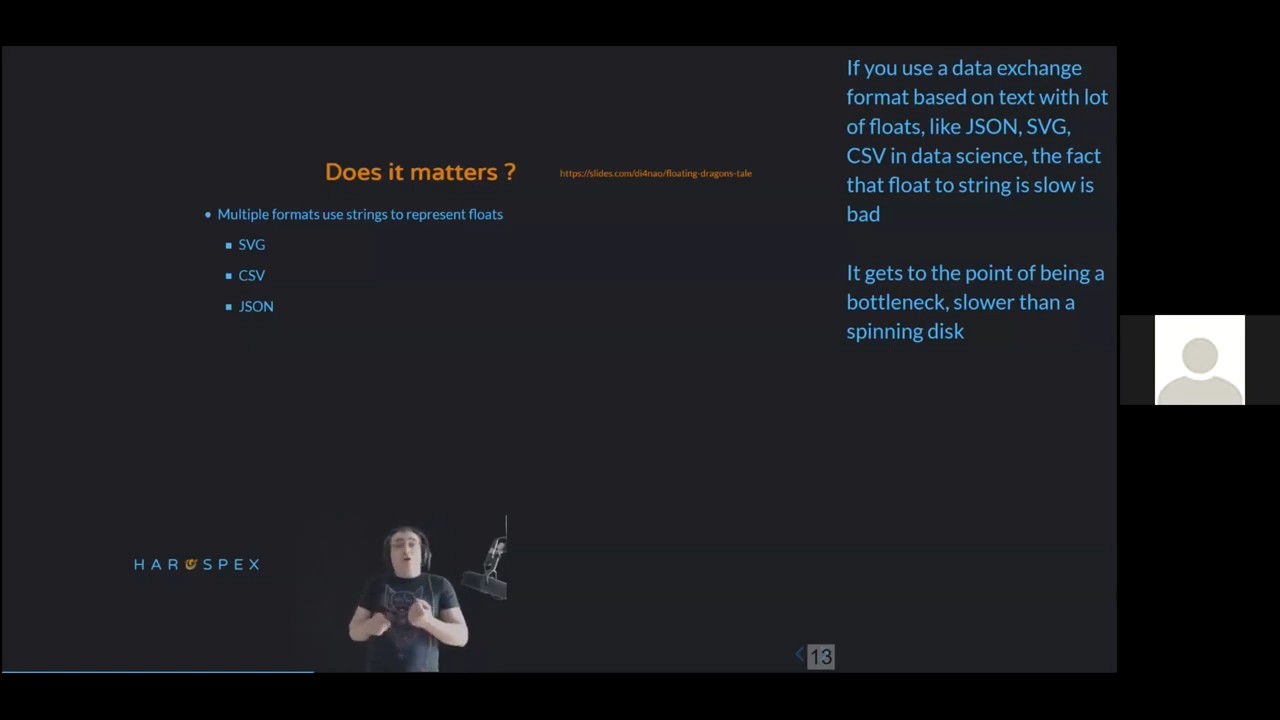 Does it matters ?
https://slides.com/di4nao/floating-dragons-tale
Multiple formats use strings to represent floats
SVG
CSV
JSON
If you use a data exchange
format based on text with lot
of floats, like JSON, SVG,
CSV in data science, the fact
that float to string is slow is
bad
It gets to the point of being a
bottleneck, slower than a
spinning disk
HAR SPEX
13